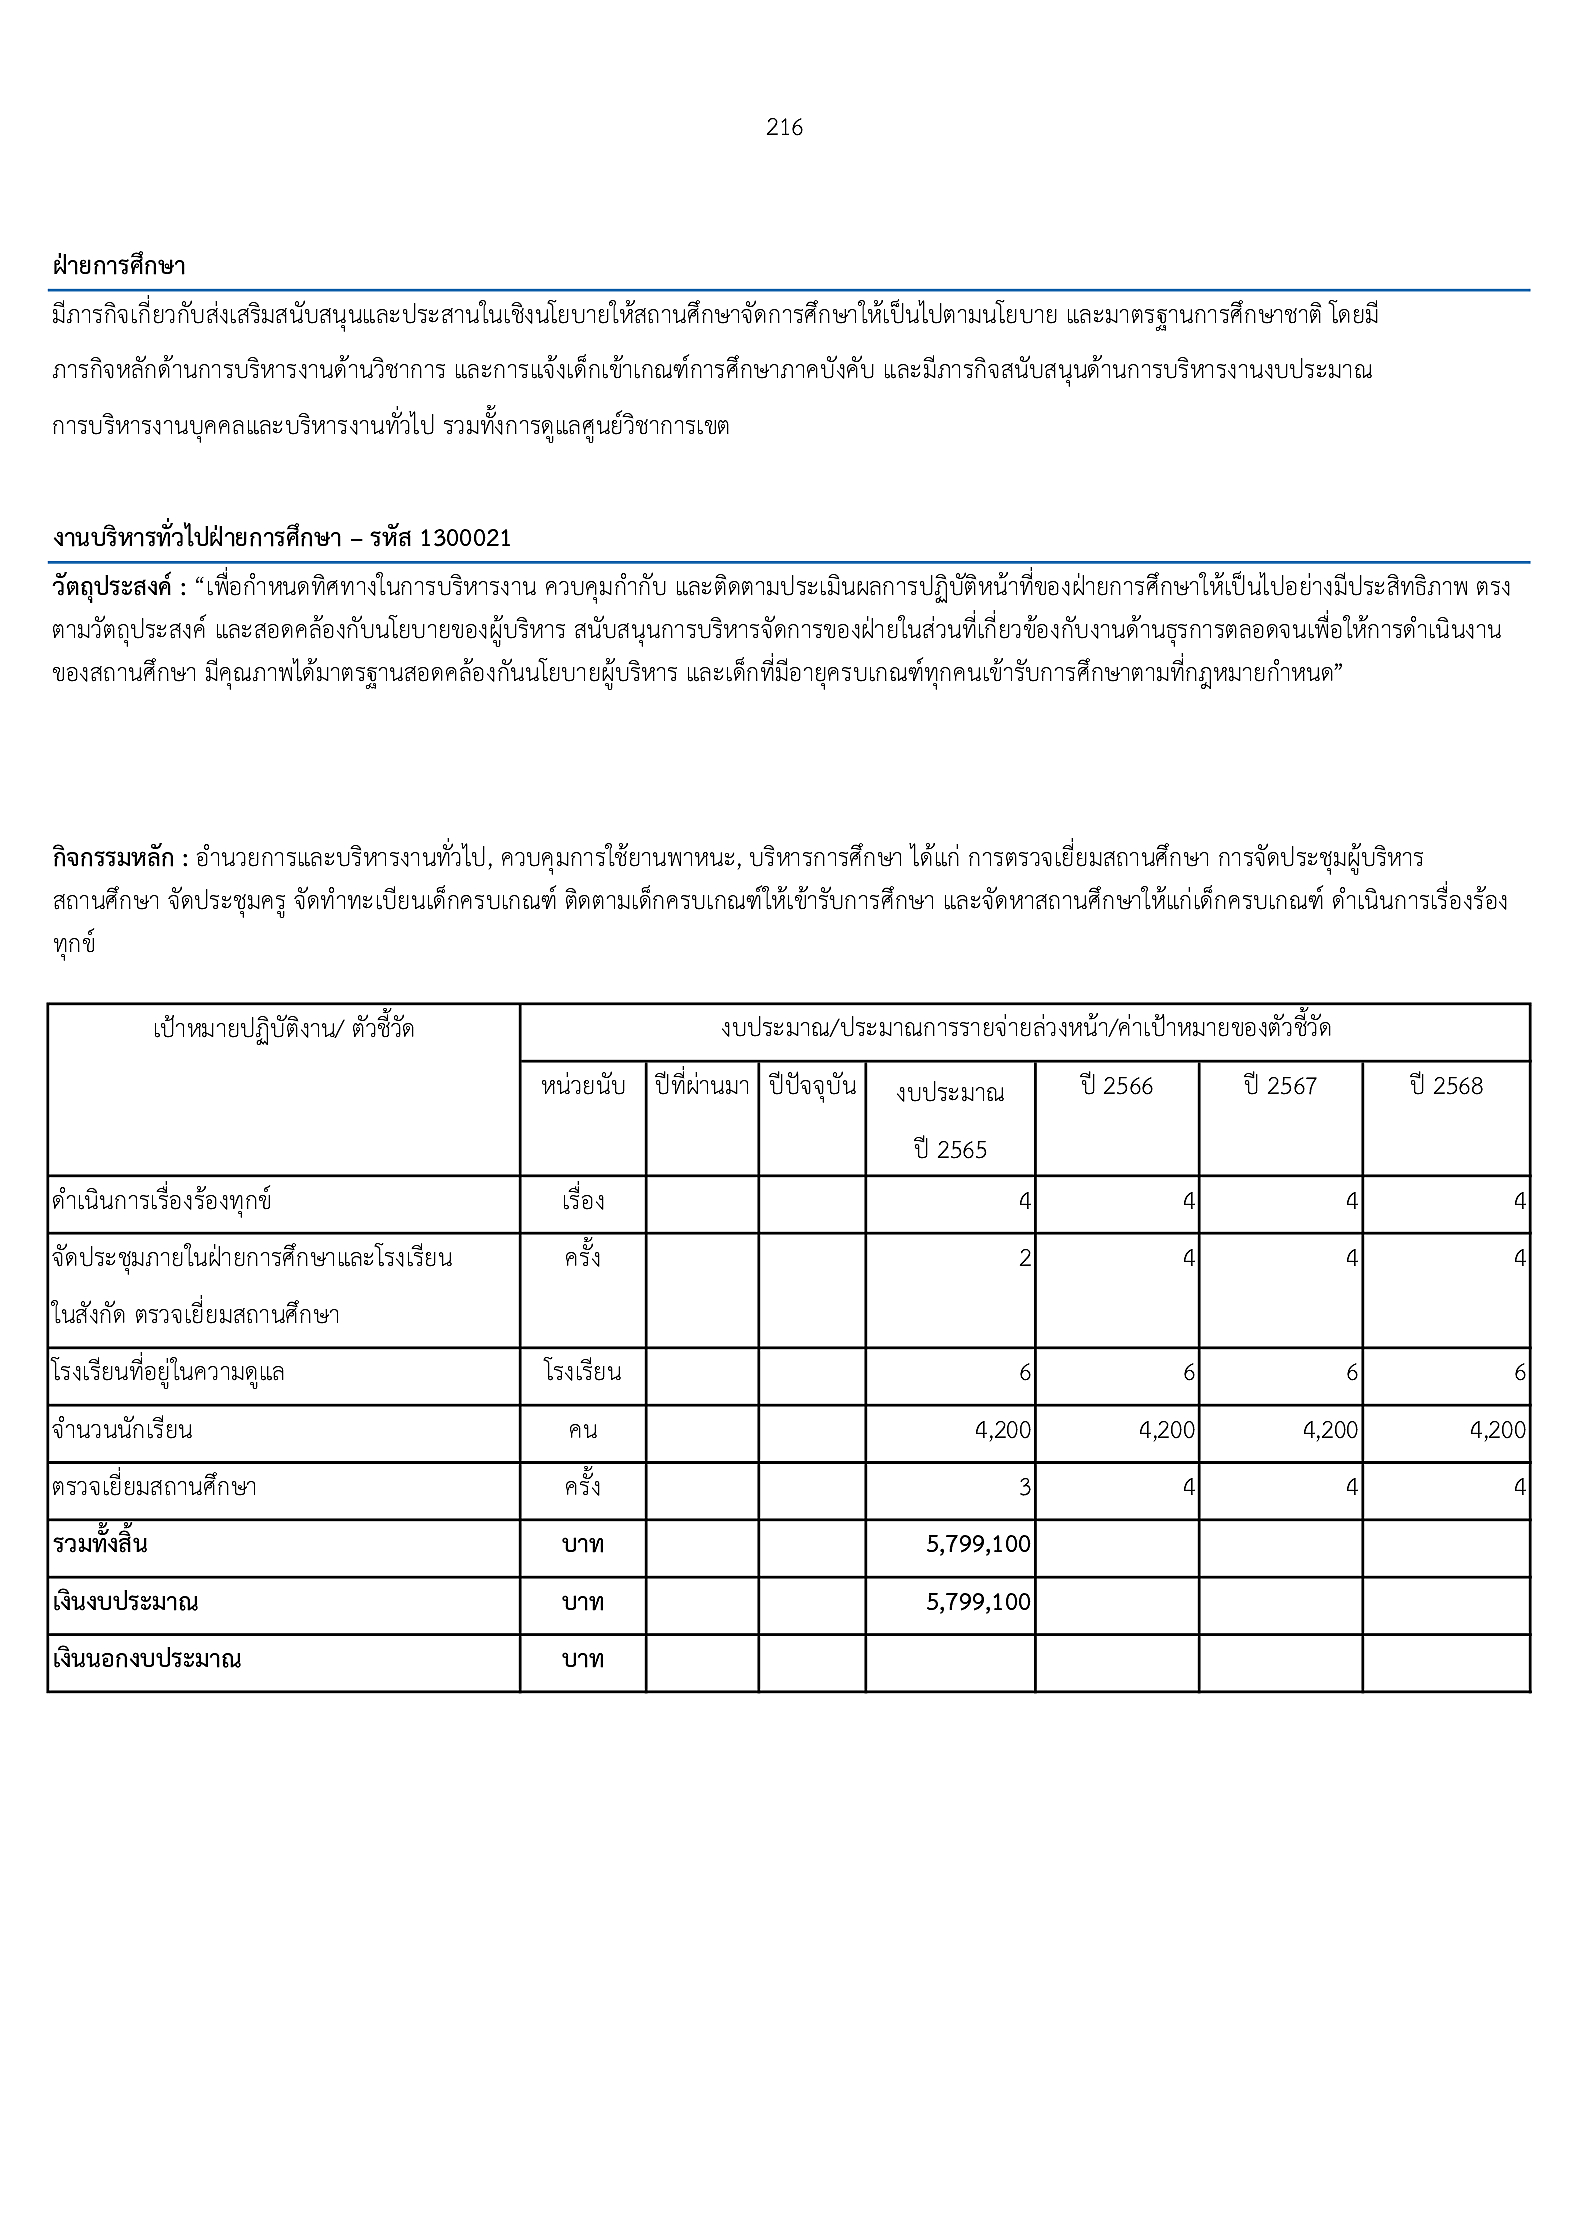 216
ฝ่ายการศึกษา
มีภารกิจเกี่ยวกับส่งเสริมสนับสนุนและประสานในเชิงนโยบายให้สถานศึกษาจัดการศึกษาให้เป็นไปตามนโยบาย และมาตรฐานการศึกษาชาติ โดยมี
ภารกิจหลักด้านการบริหารงานด้านวิชาการ และการแจ้งเด็กเข้าเกณฑ์การศึกษาภาคบังคับ และมีภารกิจสนับสนุนด้านการบริหารงานงบประมาณ
การบริหารงานบุคคลและบริหารงานทั่วไป รวมทั้งการดูแลศูนย์วิชาการเขต
งานบริหารทั่วไปฝ่ายการศึกษา – รหัส 1300021
วัตถุประสงค์ : “เพื่อกำหนดทิศทางในการบริหารงาน ควบคุมกำกับ และติดตามประเมินผลการปฏิบัติหน้าที่ของฝ่ายการศึกษาให้เป็นไปอย่างมีประสิทธิภาพ ตรง
ตามวัตถุประสงค์ และสอดคล้องกับนโยบายของผู้บริหาร สนับสนุนการบริหารจัดการของฝ่ายในส่วนที่เกี่ยวข้องกับงานด้านธุรการตลอดจนเพื่อให้การดำเนินงาน
ของสถานศึกษา มีคุณภาพได้มาตรฐานสอดคล้องกันนโยบายผู้บริหาร และเด็กที่มีอายุครบเกณฑ์ทุกคนเข้ารับการศึกษาตามที่กฎหมายกำหนด”
กิจกรรมหลัก : อำนวยการและบริหารงานทั่วไป, ควบคุมการใช้ยานพาหนะ, บริหารการศึกษา ได้แก่ การตรวจเยี่ยมสถานศึกษา การจัดประชุมผู้บริหาร
สถานศึกษา จัดประชุมครู จัดทำทะเบียนเด็กครบเกณฑ์ ติดตามเด็กครบเกณฑ์ให้เข้ารับการศึกษา และจัดหาสถานศึกษาให้แก่เด็กครบเกณฑ์ ดำเนินการเรื่องร้อง
ทุกข์
เป้าหมายปฏิบัติงาน/ ตัวชี้วัด งบประมาณ/ประมาณการรายจ่ายล่วงหน้า/ค่าเป้าหมายของตัวชี้วัด
หน่วยนับ ปีที่ผ่านมา ปีปัจจุบัน งบประมาณ ปี 2566 ปี 2567 ปี 2568
ปี 2565
ดำเนินการเรื่องร้องทุกข์ เรื่อง 4 4 4 4
จัดประชุมภายในฝ่ายการศึกษาและโรงเรียน ครั้ง 2 4 4 4
ในสังกัด ตรวจเยี่ยมสถานศึกษา
โรงเรียนที่อยู่ในความดูแล โรงเรียน 6 6 6 6
จำนวนนักเรียน คน 4,200 4,200 4,200 4,200
ตรวจเยี่ยมสถานศึกษา ครั้ง 3 4 4 4
รวมทั้งสิ้น บาท 5,799,100
เงินงบประมาณ บาท 5,799,100
เงินนอกงบประมาณ บาท